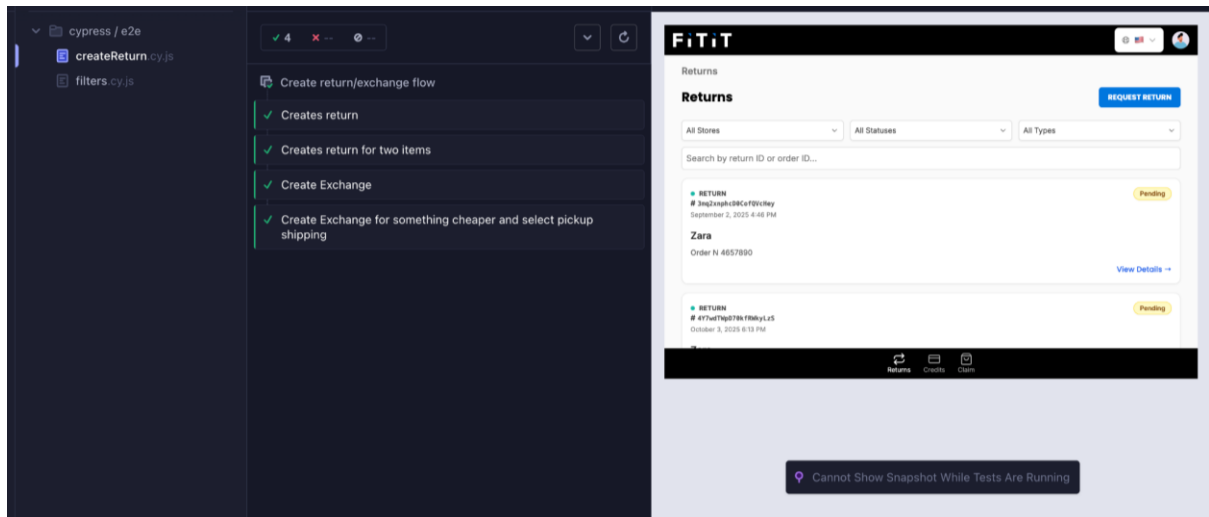 cypress / e2e
createReturn.cy.js
filters.cy.js
4 -- --
Create return/exchange flow
Creates return
Creates return for two items
Create Exchange
Create Exchange for something cheaper and select pickup
shipping
FiTiT
Returns
Returns
REQUEST RETURN
All Stores
All Statuses
All Types
Search by return ID or order ID...
RETURN
Pending
September 2, 2025 4:46 PM
Zara
Order N 4657890
View Details →
RETURN
Pending
October 3, 2025 6:13 PM
Returns Credits Claim
Cannot Show Snapshot While Tests Are Running